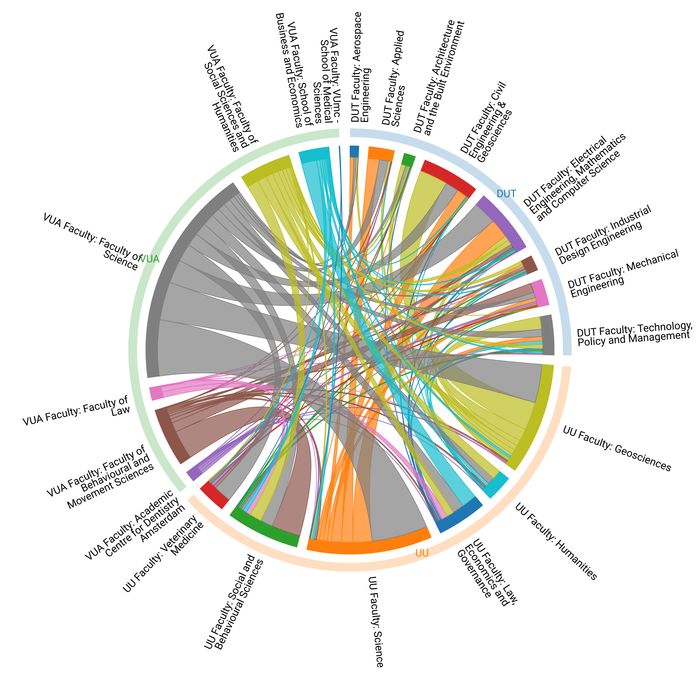 DUT Faculty: Aerospace
Engineering
DUT Faculty: Applied
Sciences
DUT Faculty: Architecture
and the Built Environment
DUT Faculty: Civil
Engineering &
Geosciences
DUT
DUT Faculty: Electrical
Engineering, Mathematics
and Computer Science
DUT Faculty: Industrial
Design Engineering
DUT Faculty: Mechanical
Engineering
DUT Faculty: Technology,
Policy and Management
UU Faculty: Geosciences
UU Faculty: Humanities
UU Faculty: Law,
Economics and
Governance
UU
UU Faculty: Science
UU Faculty: Social and
Behavioural Sciences
UU Faculty: Veterinary
Medicine
VUA Faculty: Academic
Centre for Dentistry
Amsterdam
VUA Faculty: Faculty of
Behavioural and
Movement Sciences
VUA Faculty: Faculty of
Law
VUA
VUA Faculty: Faculty of
Science
VUA Faculty: Faculty of
Social Sciences and
Humanities
VUA Faculty: School of
Business and Economics
VUA Faculty: VUmc -
School of Medical
Sciences